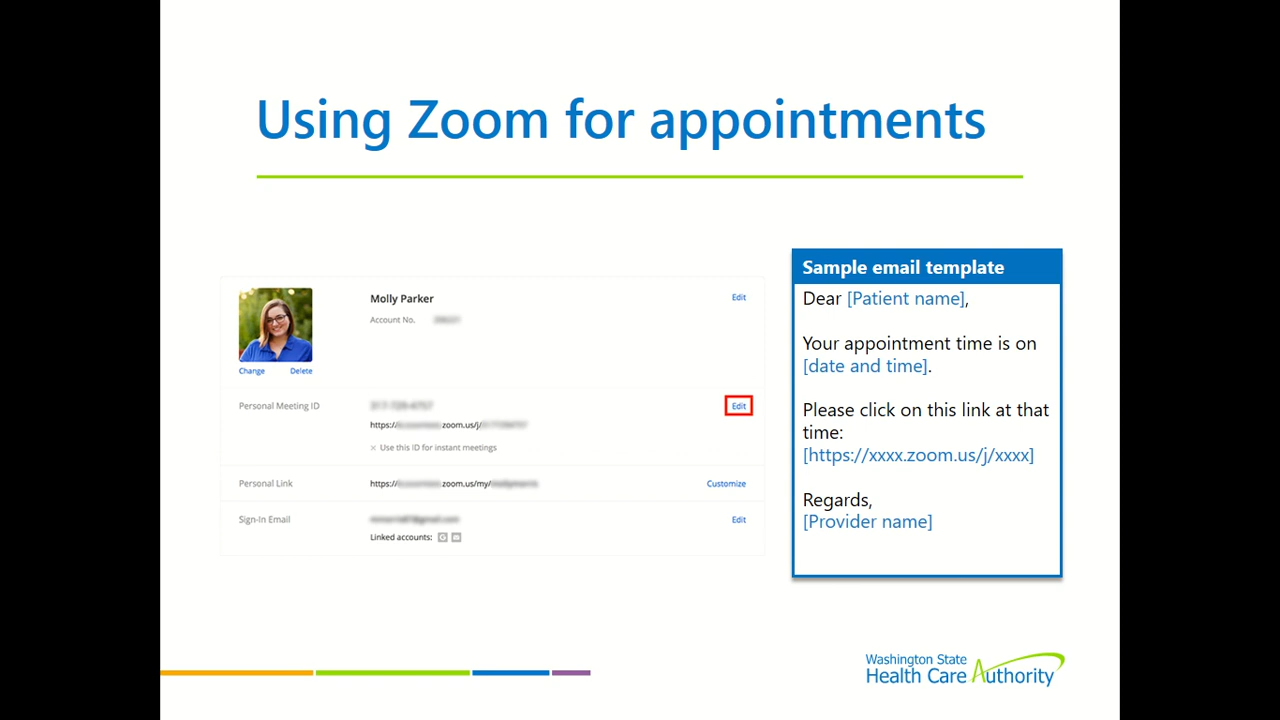 Using Zoom for appointments
Molly Parker
Edit
Account No.
Change Delete
Personal Meeting ID
Edit
https:// .zoom.us/j/
× Use this ID for instant meetings
Personal Link
https:// .zoom.us/my/
Customize
Sign-In Email
Edit
Linked accounts:
Sample email template
Dear [Patient name],
Your appointment time is on
[date and time].
Please click on this link at that
time:
[https://xxxx.zoom.us/j/xxxx]
Regards,
[Provider name]
Washington State
Health Care Authority